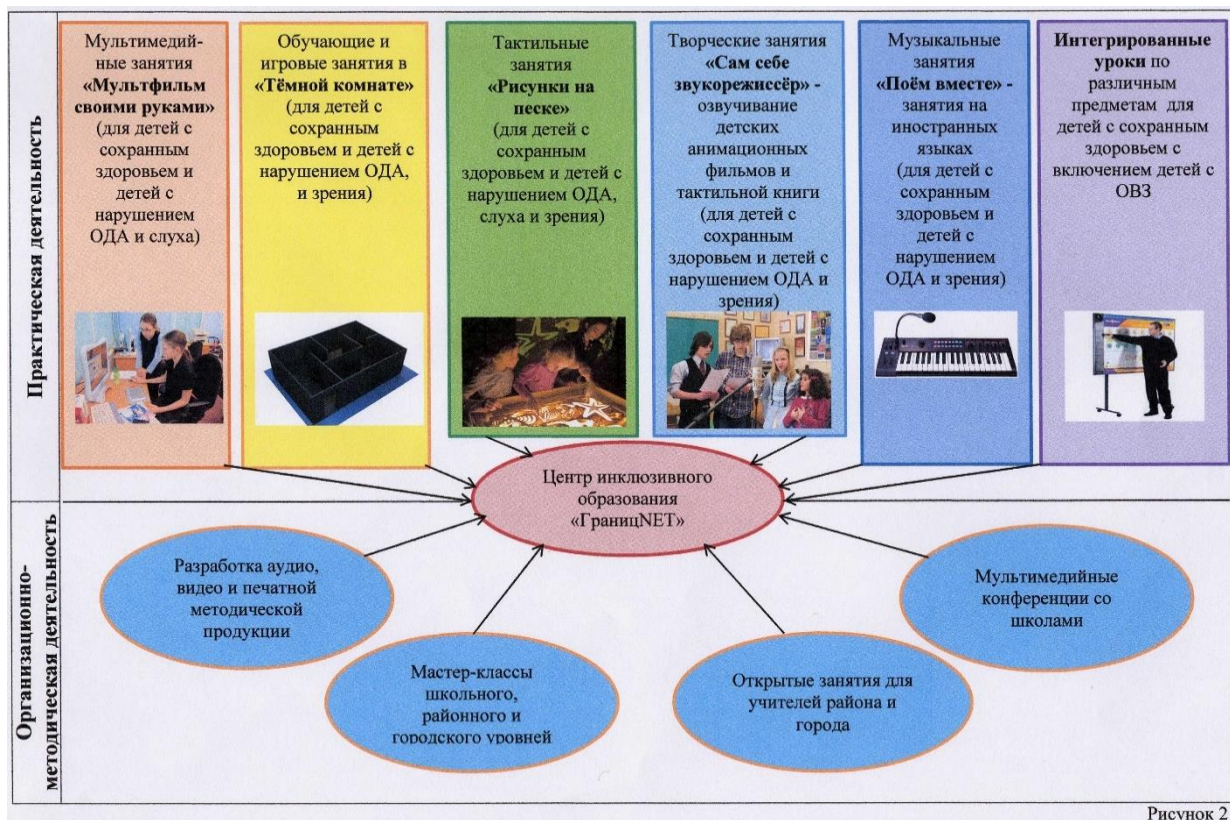 Практическая деятельность
Мультимедий-
ные занятия
«Мультфильм
своими руками»
(для детей с
сохранным
здоровьем и
детей с
нарушением
ОДА и слуха)
Обучающие и
игровые занятия в
«Тёмной комнате»
(для детей с
сохранным
здоровьем и детей с
нарушением ОДА,
и зрения)
Тактильные
занятия
«Рисунки на
песке»
(для детей с
сохранным
здоровьем и детей с
нарушением ОДА,
слуха и зрения)
Творческие занятия
«Сам себе
звукорежиссёр» -
озвучивание
детских
анимационных
фильмов и
тактильной книги
(для детей с
сохранным
здоровьем и детей с
нарушением ОДА и
зрения)
Музыкальные
занятия
«Поём вместе» -
занятия на
иностранных
языках
(для детей с
сохранным
здоровьем и
детей с
нарушением
ОДА и зрения)
Интегрированные
уроки по
различным
предметам для
детей с сохранным
здоровьем с
включением детей с
ОВЗ
Центр инклюзивного
образования
«ГраницNET»
Организационно-
методическая деятельность
Разработка аудио,
видео и печатной
методической
продукции
Мастер-классы
школьного,
районного и
городского уровней
Открытые занятия для
учителей района и
города
Мультимедийные
конференции со
школами
Рисунок 2